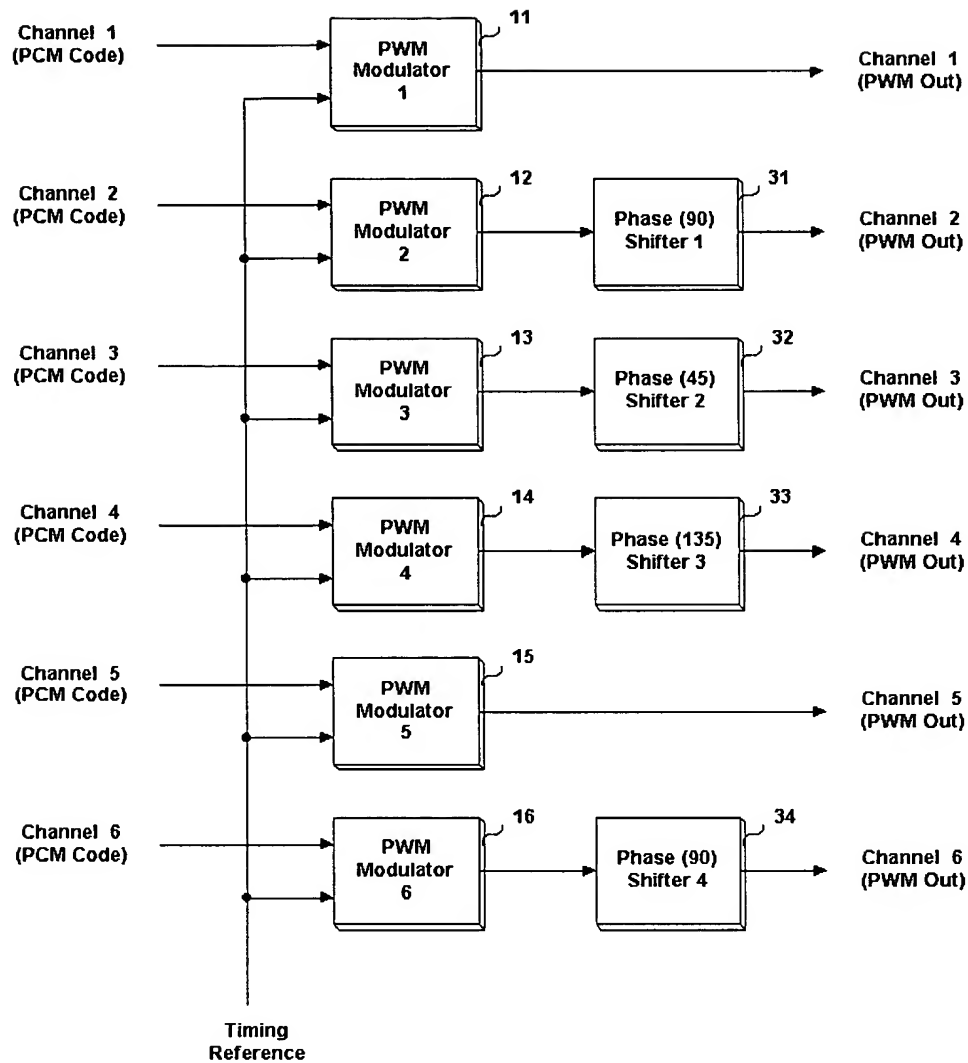 Channel 1
(PCM Code)
PWM
Modulator
1
11
Channel 1
(PWM Out)
Channel 2
(PCM Code)
PWM
Modulator
2
12
Phase (90)
Shifter 1
31
Channel 2
(PWM Out)
Channel 3
(PCM Code)
PWM
Modulator
3
13
Phase (45)
Shifter 2
32
Channel 3
(PWM Out)
Channel 4
(PCM Code)
PWM
Modulator
4
14
Phase (135)
Shifter 3
33
Channel 4
(PWM Out)
Channel 5
(PCM Code)
PWM
Modulator
5
15
Channel 5
(PWM Out)
Channel 6
(PCM Code)
PWM
Modulator
6
16
Phase (90)
Shifter 4
34
Channel 6
(PWM Out)
Timing
Reference